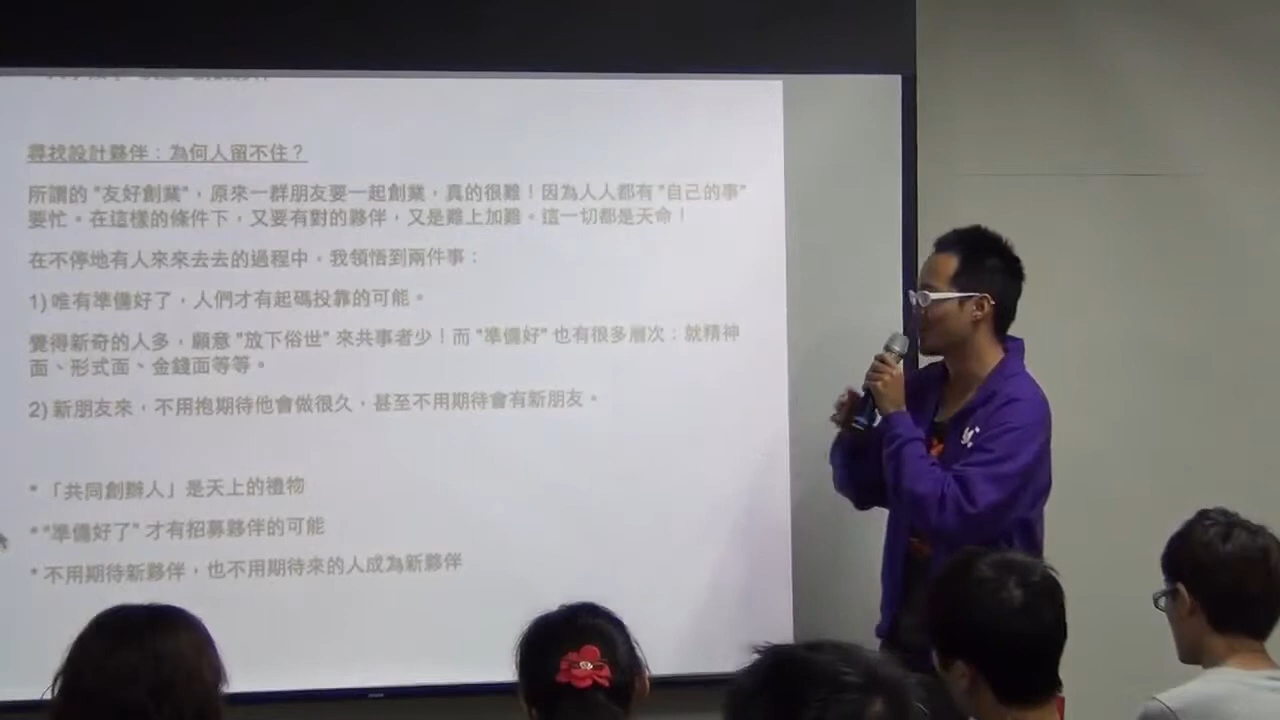 尋找設計夥伴：為何人留不住？
所謂的 "友好創業"，原來一群朋友要一起創業，真的很難！因為人人都有 "自己的事"
要忙。在這樣的條件下，又要有對的夥伴，又是難上加難。這一切都是天命！
在不停地有人來來去去的過程中，我領悟到兩件事：
1) 唯有準備好了，人們才有起碼投靠的可能。
覺得新奇的人多，願意 "放下俗世" 來共事者少！而 "準備好" 也有很多層次：就精神
面、形式面、金錢面等等。
2) 新朋友來，不用抱期待他會做很久，甚至不用期待會有新朋友。
* 「共同創辦人」是天上的禮物
* "準備好了" 才有招募夥伴的可能
* 不用期待新夥伴，也不用期待來的人成為新夥伴